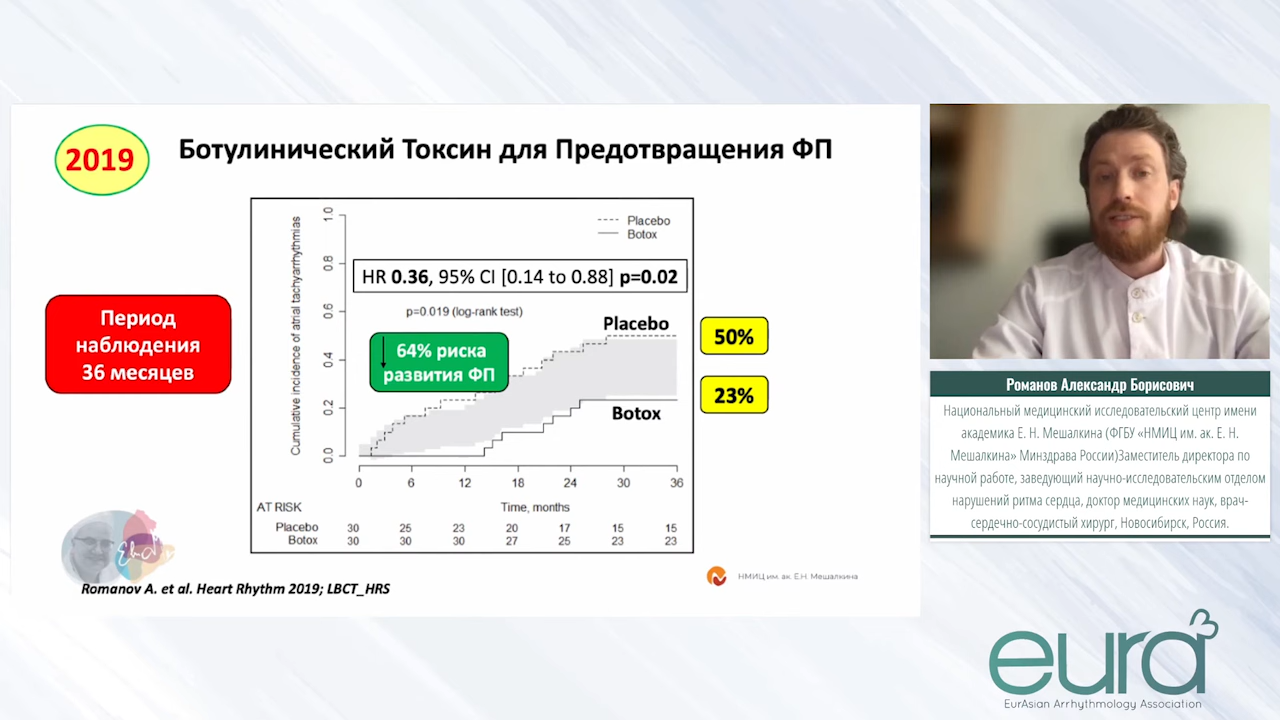 2019
Ботулинический Токсин для Предотвращения ФП
Период
наблюдения
36 месяцев
Cumulative incidence of atrial tachyarrhythmias
0.0
0.2
0.4
0.6
0.8
1.0
Placebo
Botox
HR 0.36, 95% CI [0.14 to 0.88] p=0.02
p=0.019 (log-rank test)
64% риска
развития ФП
Placebo
Botox
50%
23%
0 6 12 18 24 30 36
AT RISK Time, months
Placebo 30 25 23 20 17 15 15
Botox 30 30 30 27 25 23 23
Romanov A. et al. Heart Rhythm 2019; LBCT_HRS
НМИЦ им. ак. Е.Н. Мешалкина
Романов Александр Борисович
Национальный медицинский исследовательский центр имени
академика Е. Н. Мешалкина (ФГБУ «НМИЦ им. ак. Е. Н.
Мешалкина» Минздрава России)Заместитель директора по
научной работе, заведующий научно-исследовательским отделом
нарушений ритма сердца, доктор медицинских наук, врач-
сердечно-сосудистый хирург, Новосибирск, Россия.
eura
EurAsian Arrhythmology Association